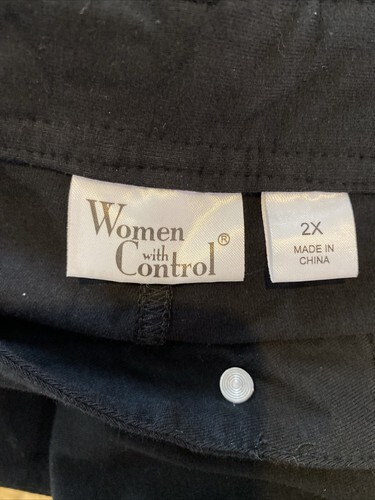 Women
with
Control®
2X
MADE IN
CHINA